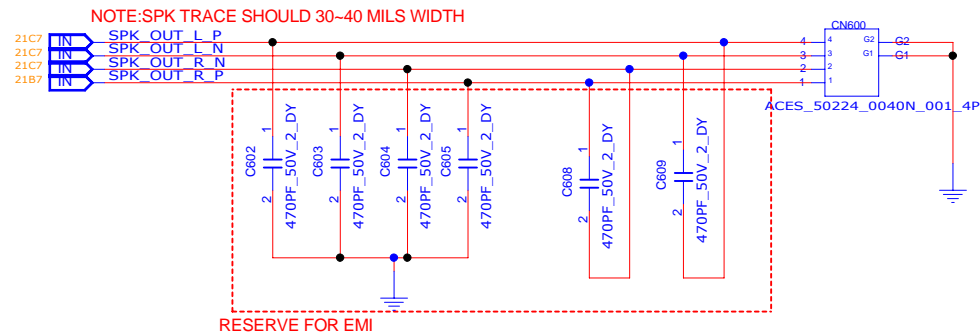 NOTE:SPK TRACE SHOULD 30~40 MILS WIDTH
CN600
21C7 IN SPK_OUT_L_P 4 4 G2 G2
21C7 IN SPK_OUT_L_N 3 3 G1 G1
21C7 IN SPK_OUT_R_N 2 2
21B7 IN SPK_OUT_R_P 1 1
ACES_50224_0040N_001_4P
C602 1 2 470PF_50V_2_DY
C603 1 2 470PF_50V_2_DY
C604 1 2 470PF_50V_2_DY
C605 1 2 470PF_50V_2_DY
C608 1 2 470PF_50V_2_DY
C609 1 2 470PF_50V_2_DY
RESERVE FOR EMI